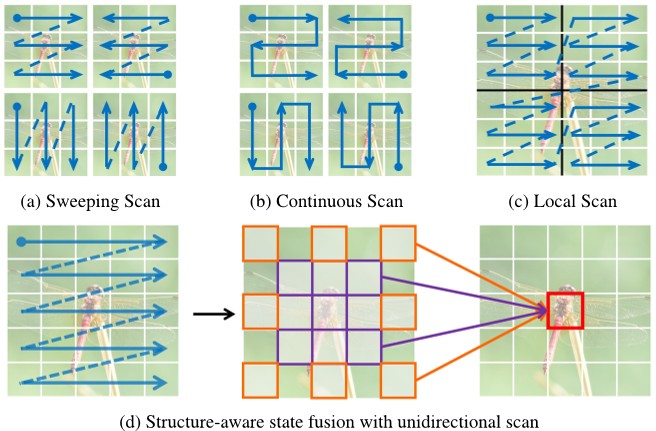 (a) Sweeping Scan
(b) Continuous Scan
(c) Local Scan
(d) Structure-aware state fusion with unidirectional scan